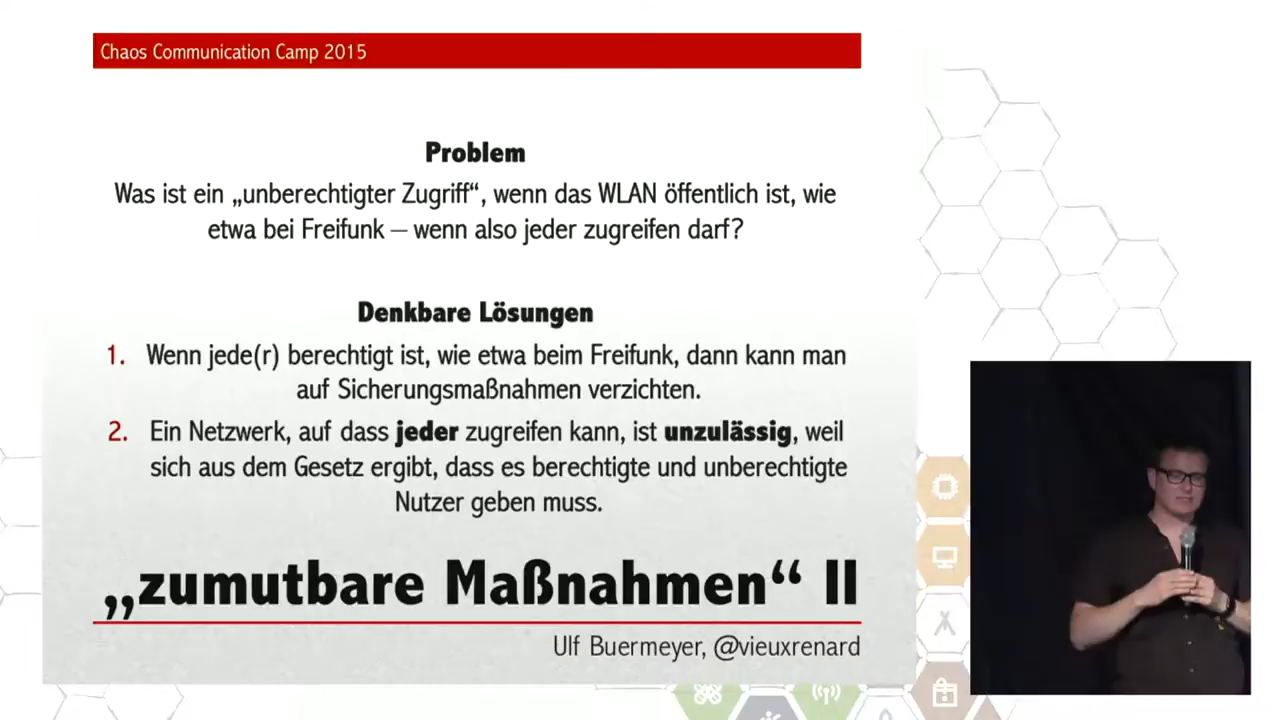 Chaos Communication Camp 2015
Problem
Was ist ein „unberechtigter Zugriff“, wenn das WLAN öffentlich ist, wie
etwa bei Freifunk – wenn also jeder zugreifen darf?
Denkbare Lösungen
1. Wenn jede(r) berechtigt ist, wie etwa beim Freifunk, dann kann man
auf Sicherungsmaßnahmen verzichten.
2. Ein Netzwerk, auf dass jeder zugreifen kann, ist unzulässig, weil
sich aus dem Gesetz ergibt, dass es berechtigte und unberechtigte
Nutzer geben muss.
„zumutbare Maßnahmen“ II
Ulf Buermeyer, @vieuxrenard